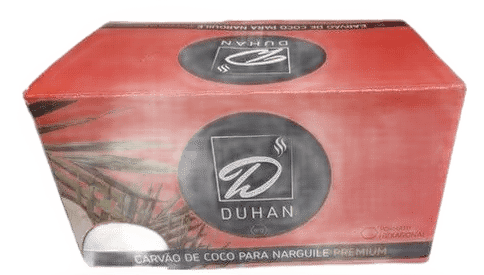 CARVÃO DE COCO PARA NARGUILE
DUHAN
D
D
DUHAN
FORMATO
HEXAGONAL
CARVÃO DE COCO PARA NARGUILE PREMIUM